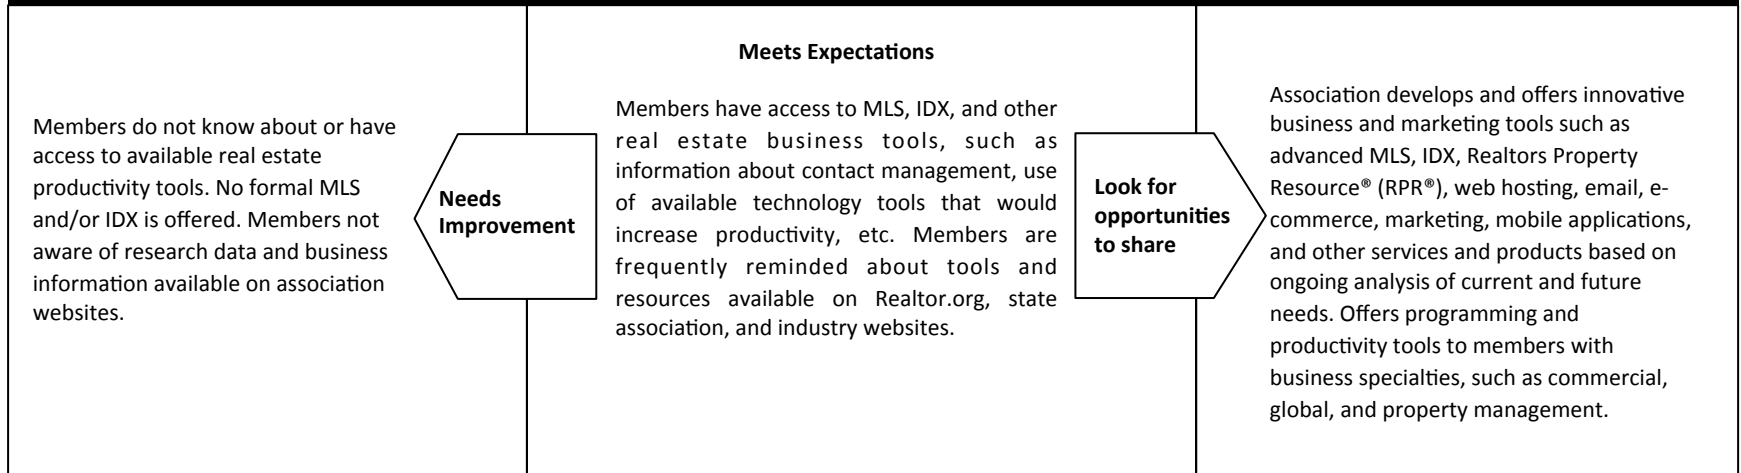 Members do not know about or have
access to available real estate
productivity tools. No formal MLS
and/or IDX is offered. Members not
aware of research data and business
information available on association
websites.
Needs
Improvement
Meets Expectations
Members have access to MLS, IDX, and other
real estate business tools, such as
information about contact management, use
of available technology tools that would
increase productivity, etc. Members are
frequently reminded about tools and
resources available on Realtor.org, state
association, and industry websites.
Look for
opportunities
to share
Association develops and offers innovative
business and marketing tools such as
advanced MLS, IDX, Realtors Property
Resource® (RPR®), web hosting, email, e-
commerce, marketing, mobile applications,
and other services and products based on
ongoing analysis of current and future
needs. Offers programming and
productivity tools to members with
business specialties, such as commercial,
global, and property management.